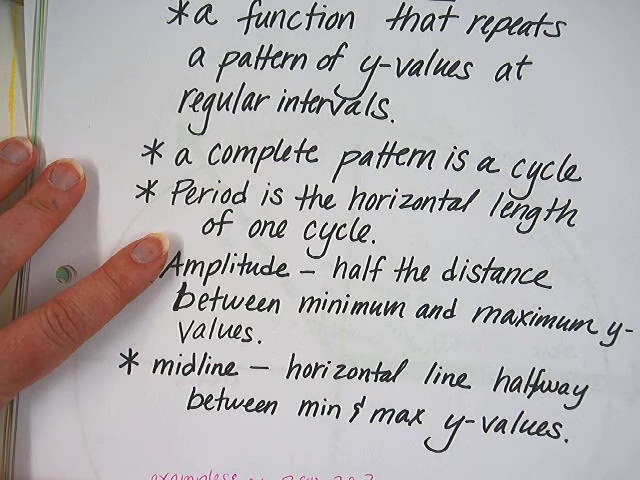 * a function that repeats
a pattern of y-values at
regular intervals.
* a complete pattern is a cycle
* Period is the horizontal length
of one cycle.
Amplitude - half the distance
between minimum and maximum y-
values.
* midline - horizontal line halfway
between min & max y-values.